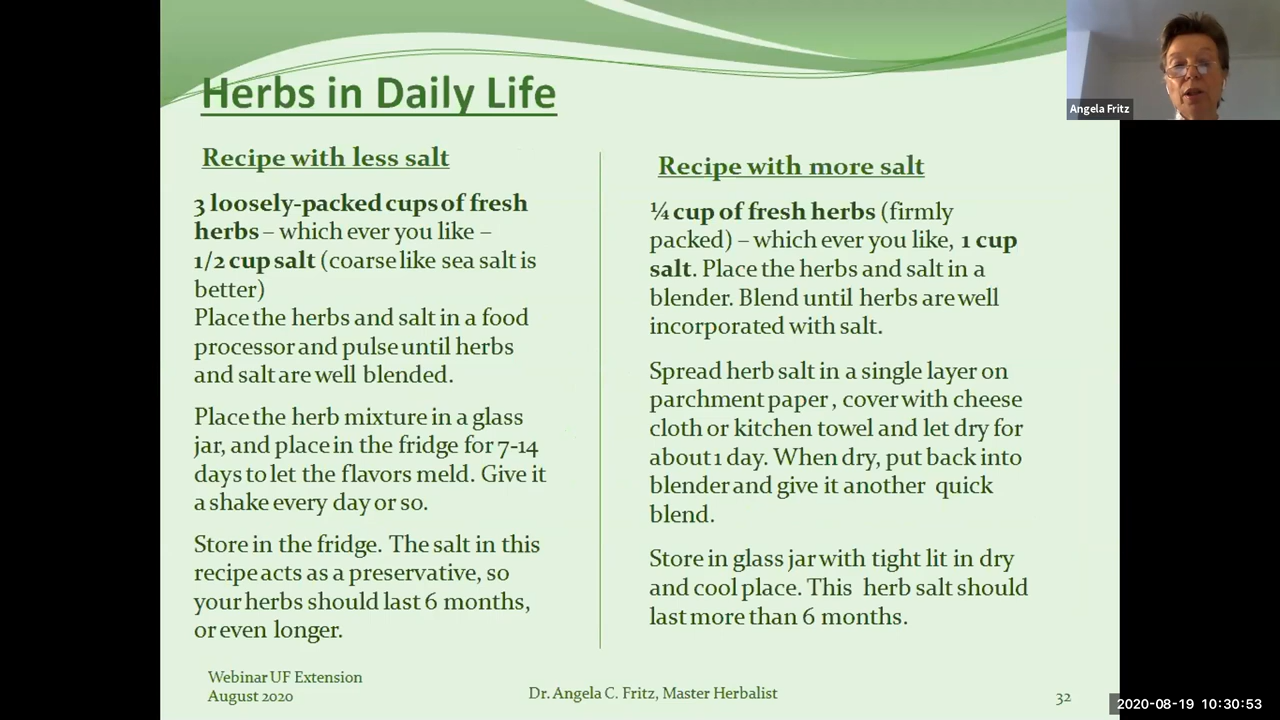 Herbs in Daily Life
Recipe with less salt
3 loosely-packed cups of fresh
herbs – which ever you like –
1/2 cup salt (coarse like sea salt is
better)
Place the herbs and salt in a food
processor and pulse until herbs
and salt are well blended.
Place the herb mixture in a glass
jar, and place in the fridge for 7-14
days to let the flavors meld. Give it
a shake every day or so.
Store in the fridge. The salt in this
recipe acts as a preservative, so
your herbs should last 6 months,
or even longer.
Recipe with more salt
¼ cup of fresh herbs (firmly
packed) – which ever you like, 1 cup
salt. Place the herbs and salt in a
blender. Blend until herbs are well
incorporated with salt.
Spread herb salt in a single layer on
parchment paper , cover with cheese
cloth or kitchen towel and let dry for
about 1 day. When dry, put back into
blender and give it another quick
blend.
Store in glass jar with tight lit in dry
and cool place. This herb salt should
last more than 6 months.
Webinar UF Extension
August 2020
Dr. Angela C. Fritz, Master Herbalist
32
Angela Fritz
2020-08-19 10:30:53